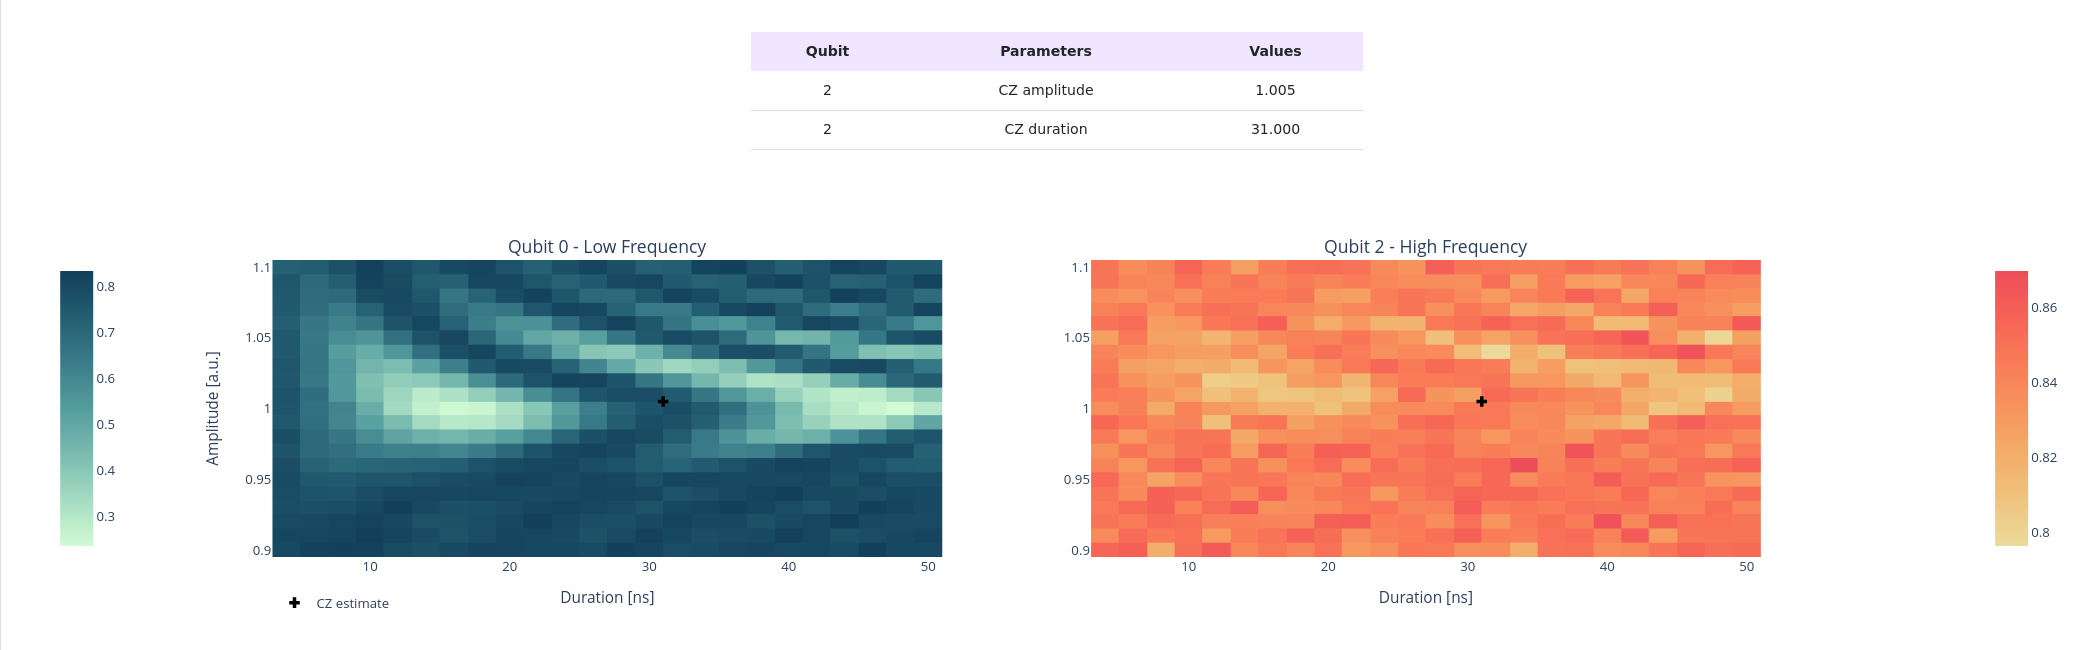 Qubit Parameters Values
2 CZ amplitude 1.005
2 CZ duration 31.000
Qubit 0 - Low Frequency
Qubit 2 - High Frequency
0.8
0.7
0.6
0.5
0.4
0.3
Amplitude [a.u.]
1.1
1.05
1
0.95
0.9
10 20 30 40 50
Duration [ns]
CZ estimate
1.1
1.05
1
0.95
0.9
10 20 30 40 50
Duration [ns]
0.86
0.84
0.82
0.8